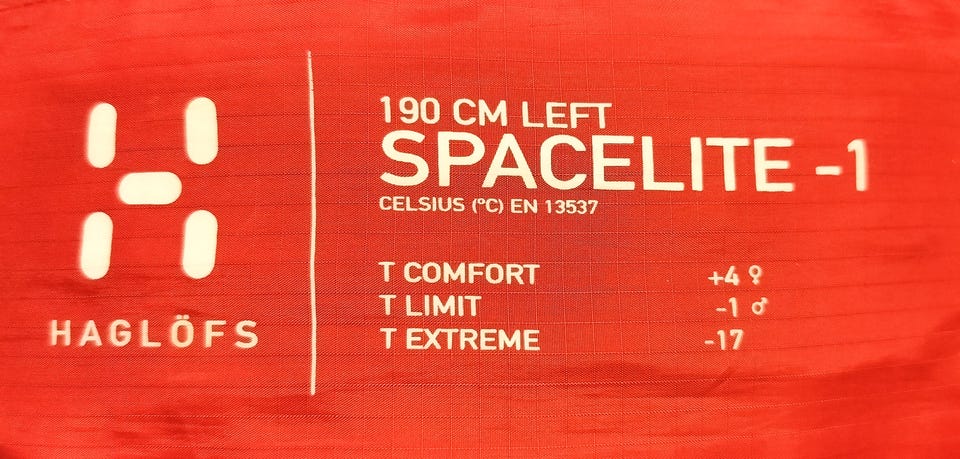 HAGLÖFS
190 CM LEFT
SPACELITE -1
CELSIUS (°C) EN 13537
T COMFORT +4 ♀
T LIMIT -1 ♂
T EXTREME -17